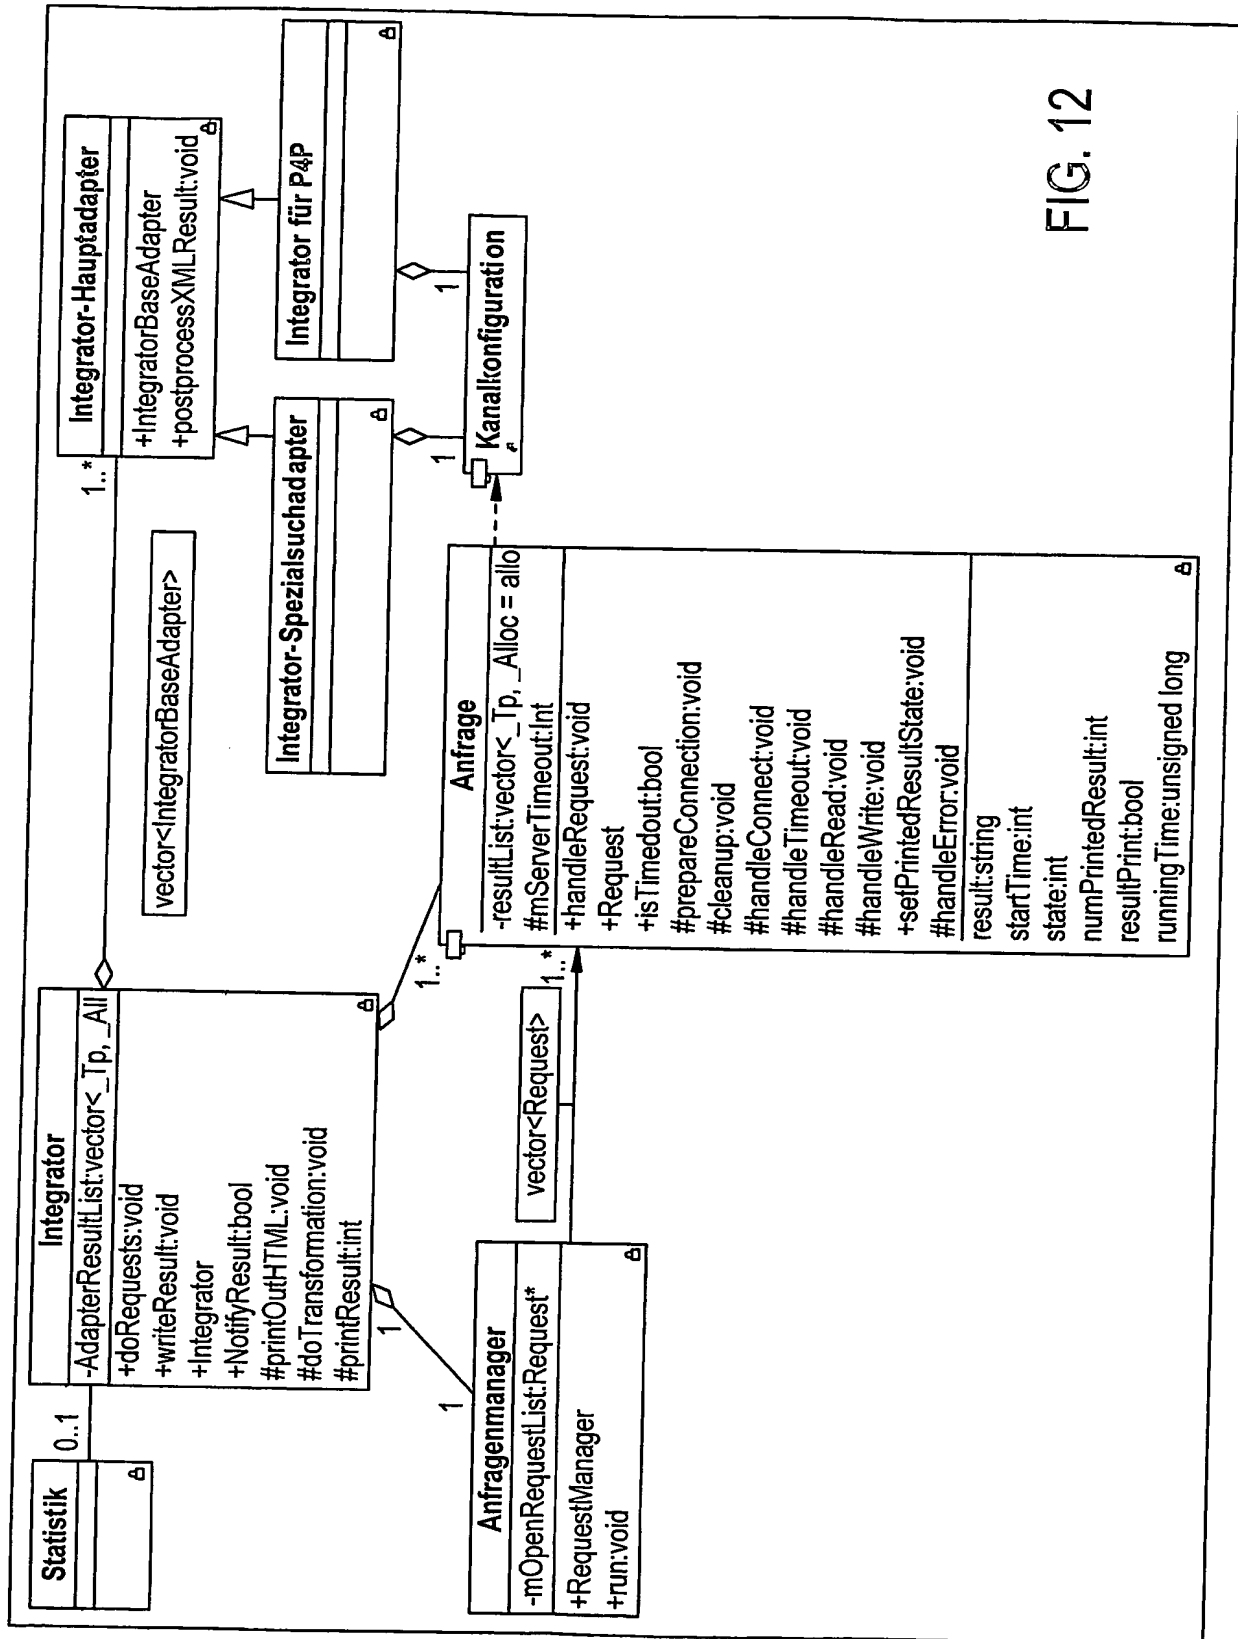 Statistik
0..1
Integrator
-AdapterResultList:vector<_Tp, _All
+doRequests:void
+writeResult:void
+Integrator
+NotifyResult:bool
#printOutHTML:void
#doTransformation:void
#printResult:int
vector<IntegratorBaseAdapter>
1..*
Integrator-Hauptadapter
+IntegratorBaseAdapter
+postprocessXMLResult:void
Integrator-Spezialsuchadapter
Integrator für P4P
1
1
Kanalkonfiguration
1
1
Anfragenmanager
-mOpenRequestList:Request*
+RequestManager
+run:void
vector<Request>
1..*
1..*
Anfrage
-resultList:vector<_Tp, _Alloc = allo
#mServerTimeout:Int
+handleRequest:void
+Request
+isTimedout:bool
#prepareConnection:void
#cleanup:void
#handleConnect:void
#handleTimeout:void
#handleRead:void
#handleWrite:void
+setPrintedResultState:void
#handleError:void
result:string
startTime:int
state:int
numPrintedResult:int
resultPrint:bool
runningTime:unsigned long
FIG. 12